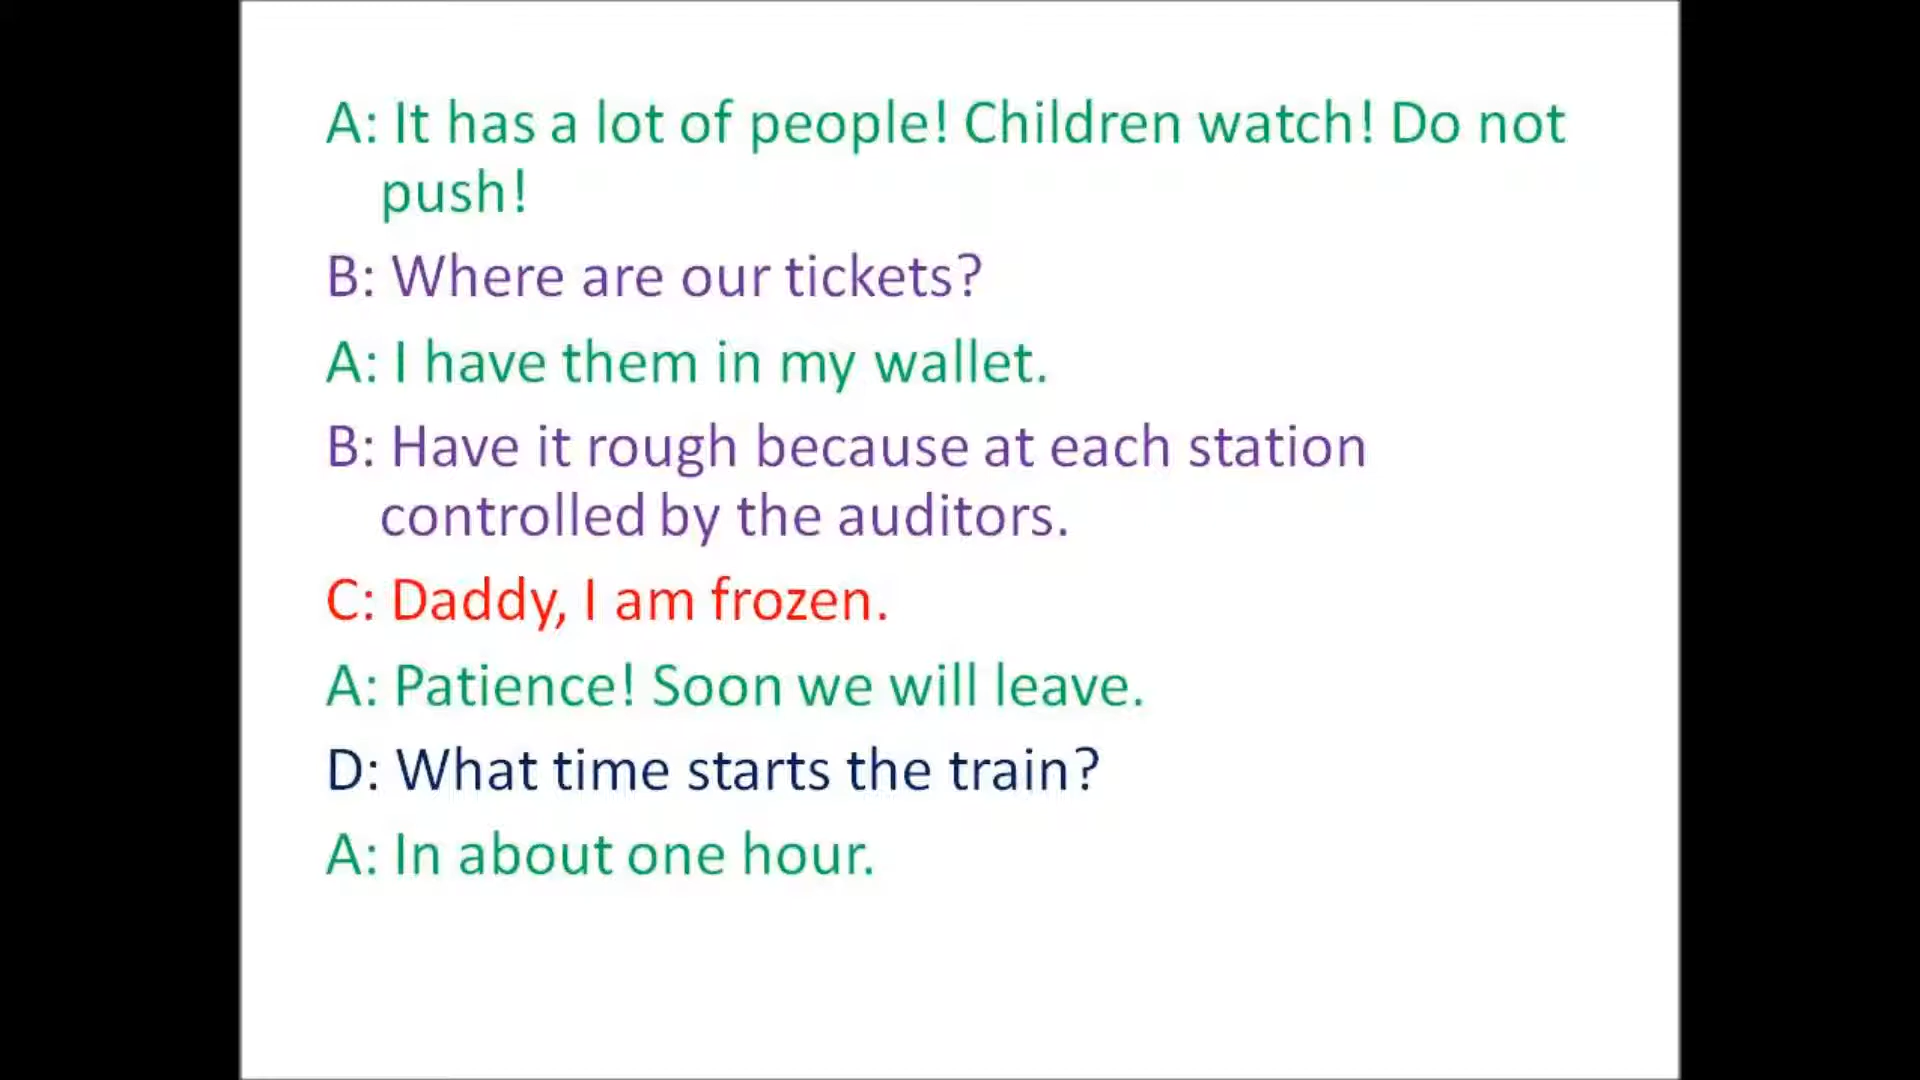 A: It has a lot of people! Children watch! Do not
push!
B: Where are our tickets?
A: I have them in my wallet.
B: Have it rough because at each station
controlled by the auditors.
C: Daddy, I am frozen.
A: Patience! Soon we will leave.
D: What time starts the train?
A: In about one hour.